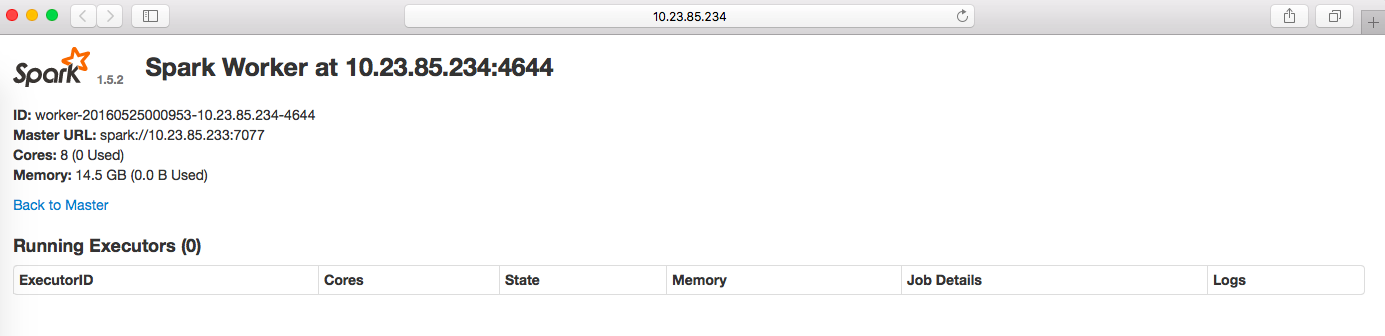 10.23.85.234
Spark 1.5.2 Spark Worker at 10.23.85.234:4644
ID: worker-20160525000953-10.23.85.234-4644
Master URL: spark://10.23.85.233:7077
Cores: 8 (0 Used)
Memory: 14.5 GB (0.0 B Used)
Back to Master
Running Executors (0)
ExecutorID Cores State Memory Job Details Logs